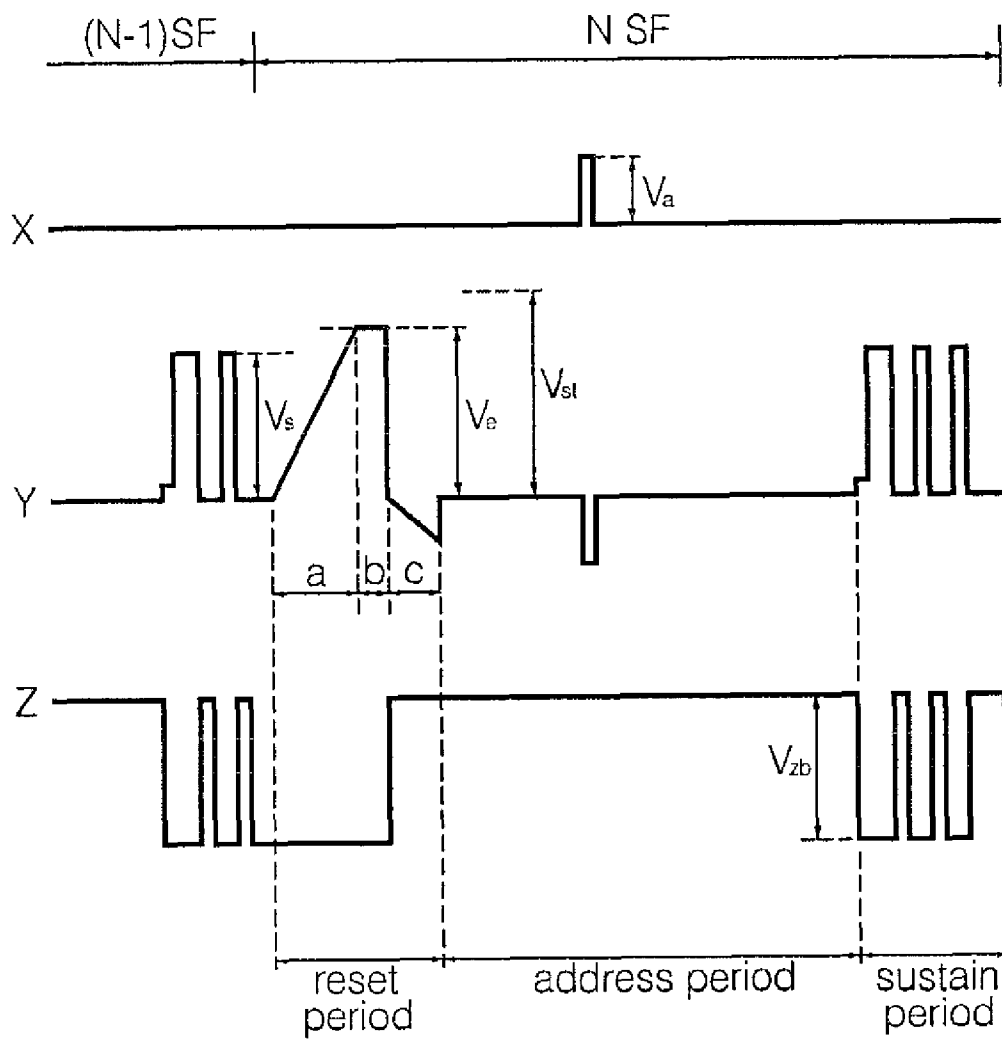 (N-1)SF
N SF
X
Va
Vs
Ve
Vst
Y
a
b
c
Z
Vzb
reset period
address period
sustain period